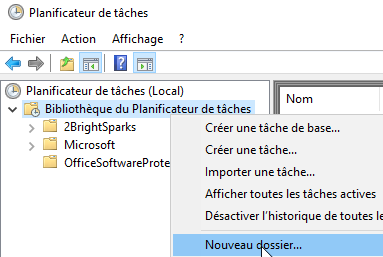 Planificateur de tâches
Fichier Action Affichage ?
Planificateur de tâches (Local)
Bibliothèque du Planificateur de tâches
2BrightSparks
Microsoft
OfficeSoftwareProte
Nom
Créer une tâche de base...
Créer une tâche...
Importer une tâche...
Afficher toutes les tâches actives
Désactiver l'historique de toutes le
Nouveau dossier...